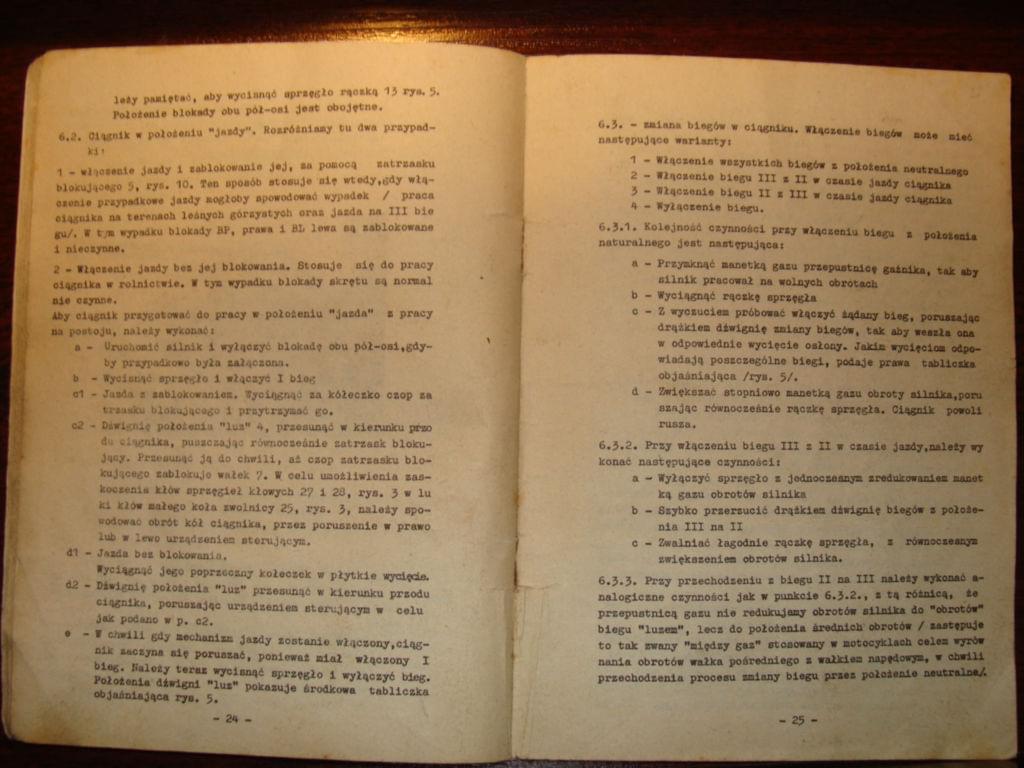 leży pamiętać, aby wycisnąć sprzęgło rączką 13 rys. 5.
Położenie blokady obu pół-osi jest obojętne.
6.2. Ciągnik w położeniu "jazdy". Rozróżniamy tu dwa przypad-
ki:
1 - włączenie jazdy i zablokowanie jej, za pomocą zatrzasku
blokującego 5, rys. 10. Ten sposób stosuje się wtedy,gdy włą-
czenie przypadkowe jazdy mogłoby spowodować wypadek / praca
ciągnika na terenach leśnych górzystych oraz jazda na III bie
gu/. W tym wypadku blokady BP, prawa i BL lewa są zablokowane
i nieczynne.
2 - Włączenie jazdy bez jej blokowania. Stosuje się do pracy
ciągnika w rolnictwie. W tym wypadku blokady skrętu są normal
nie czynne.
Aby ciągnik przygotować do pracy w położeniu "jazda" z pracy
na postoju, należy wykonać:
a - Uruchomić silnik i wyłączyć blokadę obu pół-osi,gdy-
by przypadkowo była załączona.
b - Wycisnąć sprzęgło i włączyć I bieg
c1 - Jazda z zablokowaniem. Wyciągnąć za kółeczko czop za
trzasku blokującego i przytrzymać go.
c2 - Dźwignię położenia "luz" 4, przesunąć w kierunku przo
du ciągnika, puszczając równocześnie zatrzask bloku-
jący. Przesunąć ją do chwili, aż czop zatrzasku blo-
kującego zablokuje wałek 7. W celu umożliwienia zas-
koczenia kłów sprzęgieł kłowych 27 i 28, rys. 3 w lu
ki kłów małego koła zwolnicy 25, rys. 3, należy spo-
wodować obrót kół ciągnika, przez poruszenie w prawo
lub w lewo urządzeniem sterującym.
d1 - Jazda bez blokowania.
Wyciągnąć jego poprzeczny kołeczek w płytkie wycięcie.
d2 - Dźwignię położenia "luz" przesunąć w kierunku przodu
ciągnika, poruszając urządzeniem sterującym w celu
jak podano w p. c2.
e - W chwili gdy mechanizm jazdy zostanie włączony,ciąg-
nik zaczyna się poruszać, ponieważ miał włączony I
bieg. Należy teraz wycisnąć sprzęgło i wyłączyć bieg.
Położenia dźwigni "luz" pokazuje środkowa tabliczka
objaśniająca rys. 5.
- 24 -
6.3. - zmiana biegów w ciągniku. Włączenie biegów może mieć
następujące warianty:
1 - Włączenie wszystkich biegów z położenia neutralnego
2 - Włączenie biegu III z II w czasie jazdy ciągnika
3 - Włączenie biegu II z III w czasie jazdy ciągnika
4 - Wyłączenie biegu.
6.3.1. Kolejność czynności przy włączeniu biegu z położenia
naturalnego jest następująca:
a - Przymknąć manetką gazu przepustnicę gaźnika, tak aby
silnik pracował na wolnych obrotach
b - Wyciągnąć rączkę sprzęgła
c - Z wyczuciem próbować włączyć żądany bieg, poruszając
drążkiem dźwignię zmiany biegów, tak aby weszła ona
w odpowiednie wycięcie osłony. Jakim wycięciom odpo-
wiadają poszczególne biegi, podaje prawa tabliczka
objaśniająca /rys. 5/.
d - Zwiększać stopniowo manetką gazu obroty silnika,poru
szając równocześnie rączkę sprzęgła. Ciągnik powoli
rusza.
6.3.2. Przy włączeniu biegu III z II w czasie jazdy,należy wy
konać następujące czynności:
a - Wyłączyć sprzęgło z jednoczesnym zredukowaniem manet
ką gazu obrotów silnika
b - Szybko przerzucić drążkiem dźwignię biegów z położe-
nia III na II
c - Zwalniać łagodnie rączkę sprzęgła, z równoczesnym
zwiększeniem obrotów silnika.
6.3.3. Przy przechodzeniu z biegu II na III należy wykonać a-
nalogiczne czynności jak w punkcie 6.3.2., z tą różnicą, że
przepustnicą gazu nie redukujemy obrotów silnika do "obrotów"
biegu "luzem", lecz do położenia średnich obrotów / zastępuje
to tak zwany "między gaz" stosowany w motocyklach celem wyrów
nania obrotów wałka pośredniego z wałkiem napędowym, w chwili
przechodzenia procesu zmiany biegu przez położenie neutralne/.
- 25 -